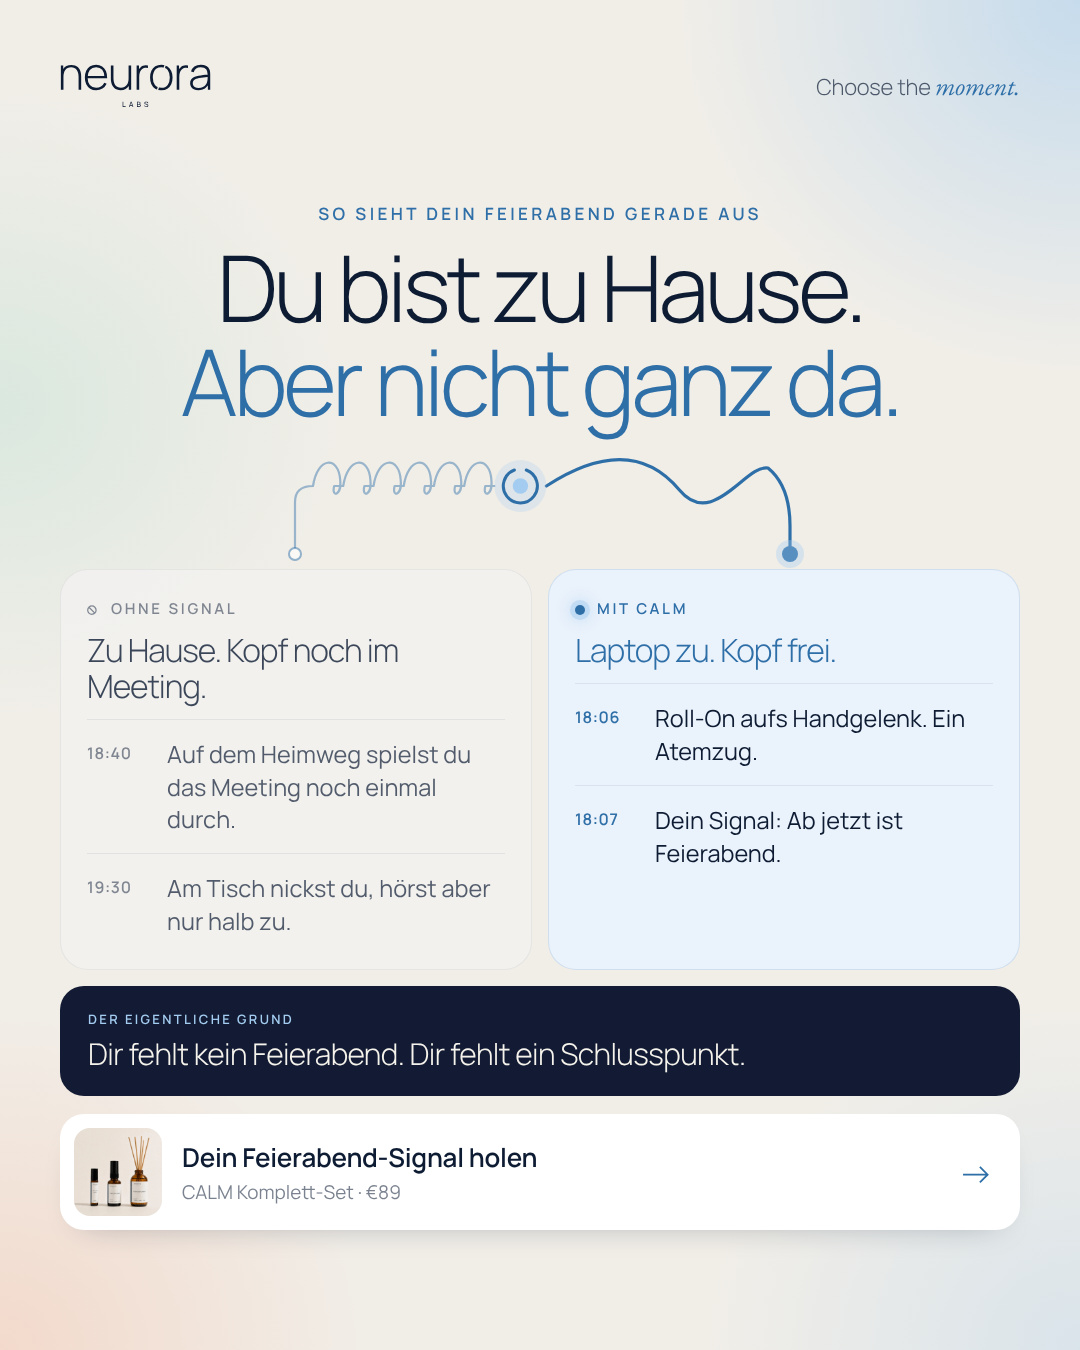 neurora
LABS
Choose the moment.
SO SIEHT DEIN FEIERABEND GERADE AUS
Du bist zu Hause.
Aber nicht ganz da.
OHNE SIGNAL
Zu Hause. Kopf noch im
Meeting.
18:40 Auf dem Heimweg spielst du
das Meeting noch einmal
durch.
19:30 Am Tisch nickst du, hörst aber
nur halb zu.
MIT CALM
Laptop zu. Kopf frei.
18:06 Roll-On aufs Handgelenk. Ein
Atemzug.
18:07 Dein Signal: Ab jetzt ist
Feierabend.
DER EIGENTLICHE GRUND
Dir fehlt kein Feierabend. Dir fehlt ein Schlusspunkt.
Dein Feierabend-Signal holen
CALM Komplett-Set · €89